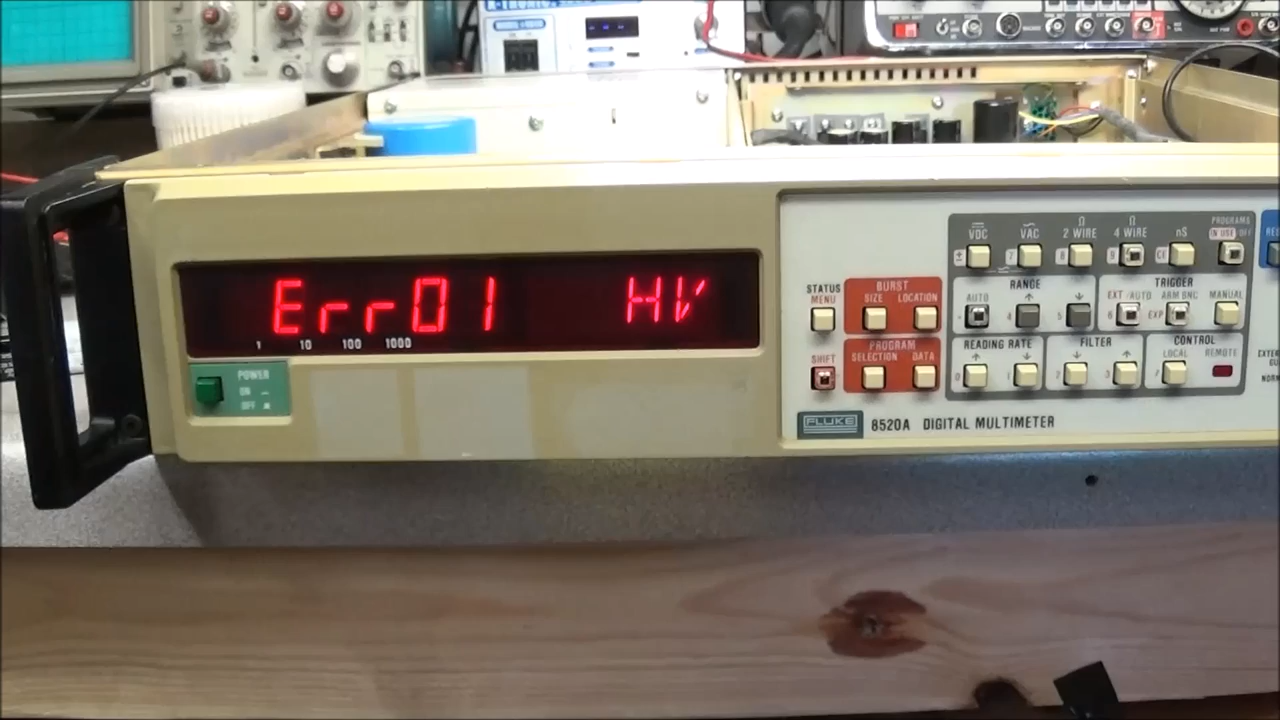 Err01 HV
1 10 100 1000
POWER
ON
OFF
VDC
VAC
Ω
2 WIRE
Ω
4 WIRE
nS
PROGRAMS
IN USE OFF
STATUS
MENU
BURST
SIZE LOCATION
RANGE
AUTO
TRIGGER
EXT/AUTO ARM BNC MANUAL
EXP
SHIFT
PROGRAM
SELECTION DATA
READING RATE
FILTER
CONTROL
LOCAL REMOTE
FLUKE 8520A DIGITAL MULTIMETER